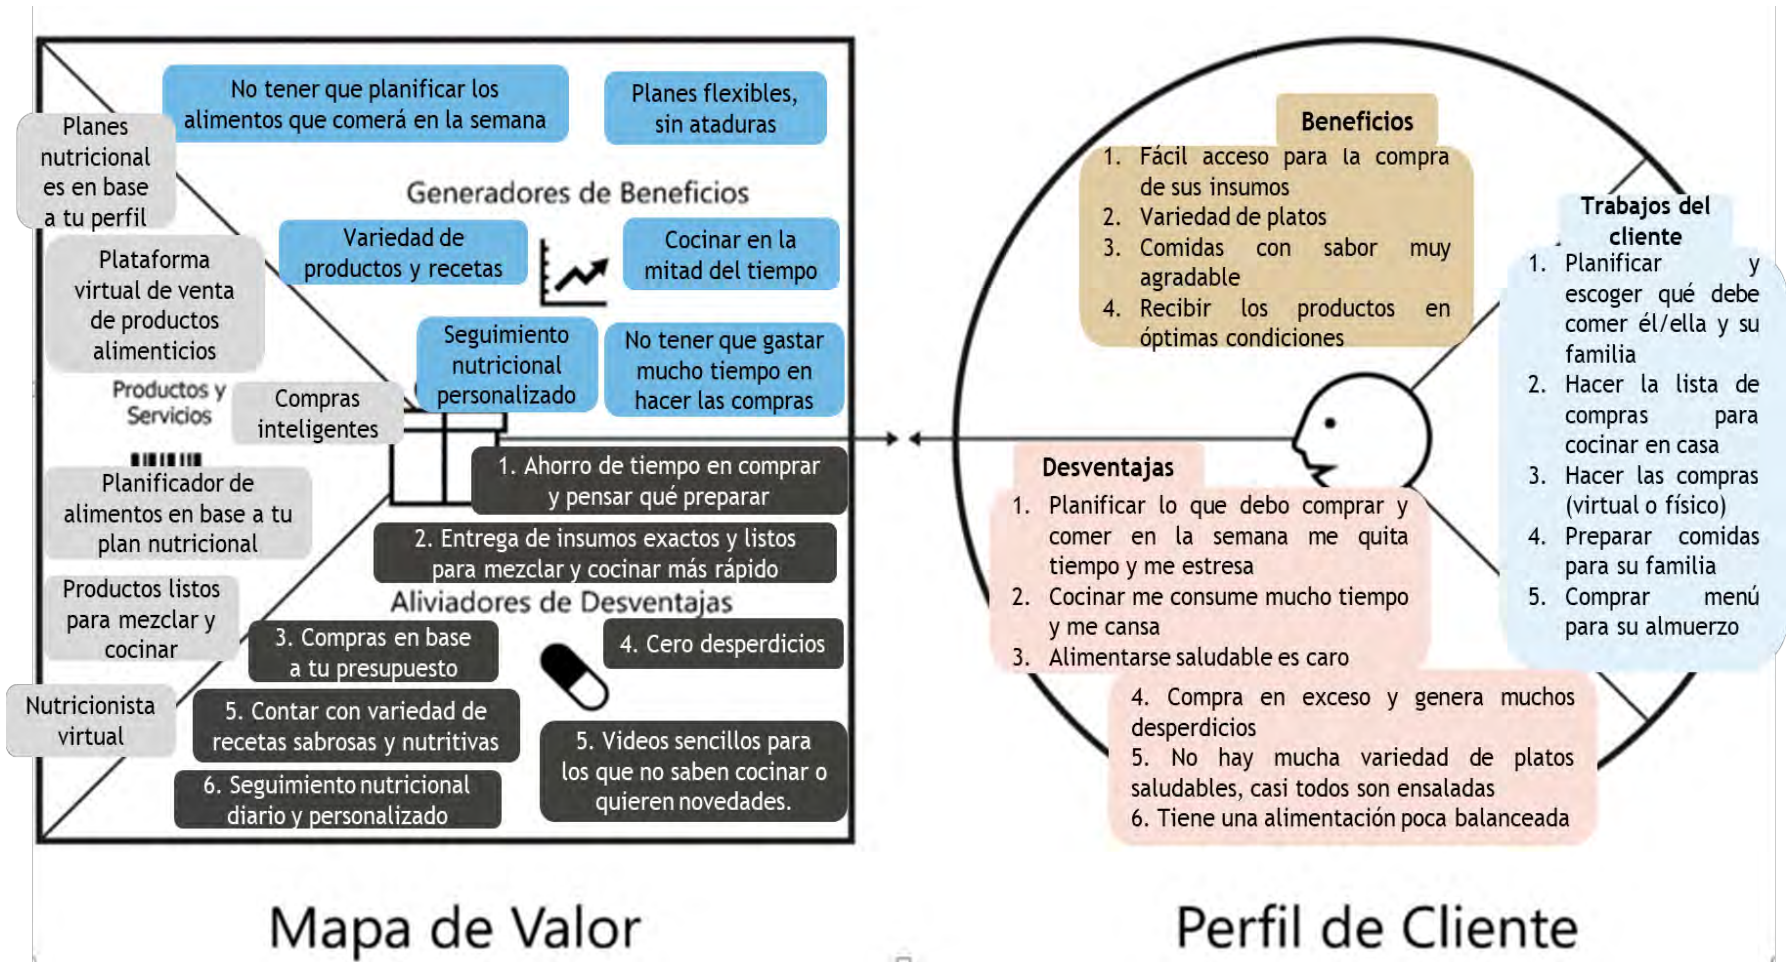 No tener que planificar los
alimentos que comerá en la semana
Planes flexibles,
sin ataduras
Planes
nutricional
es en base
a tu perfil
Generadores de Beneficios
Variedad de
productos y recetas
Cocinar en la
mitad del tiempo
Plataforma
virtual de venta
de productos
alimenticios
Seguimiento
nutricional
personalizado
No tener que gastar
mucho tiempo en
hacer las compras
Productos y
Servicios
Compras
inteligentes
1. Ahorro de tiempo en comprar
y pensar qué preparar
Planificador de
alimentos en base a tu
plan nutricional
2. Entrega de insumos exactos y listos
para mezclar y cocinar más rápido
Aliviadores de Desventajas
Productos listos
para mezclar y
cocinar
3. Compras en base
a tu presupuesto
4. Cero desperdicios
Nutricionista
virtual
5. Contar con variedad de
recetas sabrosas y nutritivas
5. Videos sencillos para
los que no saben cocinar o
quieren novedades.
6. Seguimiento nutricional
diario y personalizado
Mapa de Valor
Beneficios
1. Fácil acceso para la compra
de sus insumos
2. Variedad de platos
3. Comidas con sabor muy
agradable
4. Recibir los productos en
óptimas condiciones
Trabajos del
cliente
1. Planificar y
escoger qué debe
comer él/ella y su
familia
2. Hacer la lista de
compras para
cocinar en casa
3. Hacer las compras
(virtual o físico)
4. Preparar comidas
para su familia
5. Comprar menú
para su almuerzo
Desventajas
1. Planificar lo que debo comprar y
comer en la semana me quita
tiempo y me estresa
2. Cocinar me consume mucho tiempo
y me cansa
3. Alimentarse saludable es caro
4. Compra en exceso y genera muchos
desperdicios
5. No hay mucha variedad de platos
saludables, casi todos son ensaladas
6. Tiene una alimentación poca balanceada
Perfil de Cliente